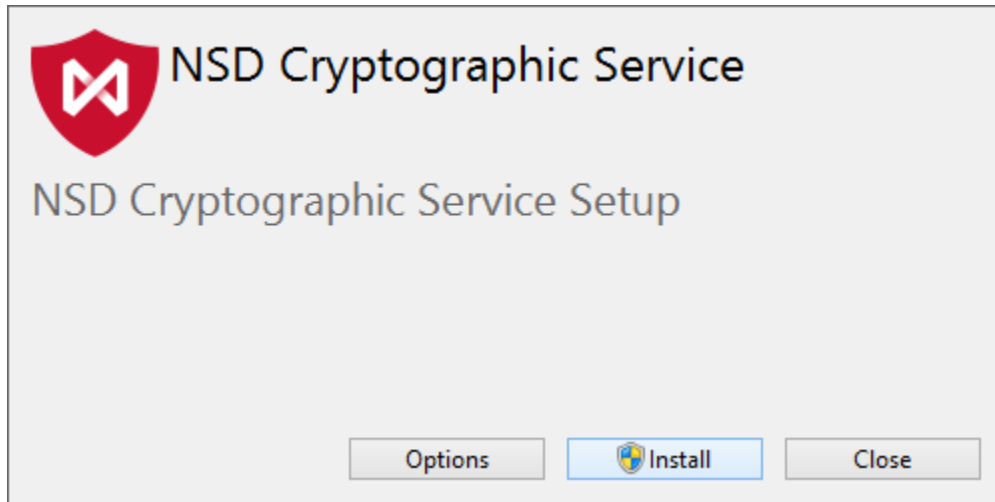 NSD Cryptographic Service
NSD Cryptographic Service Setup
Options
Install
Close